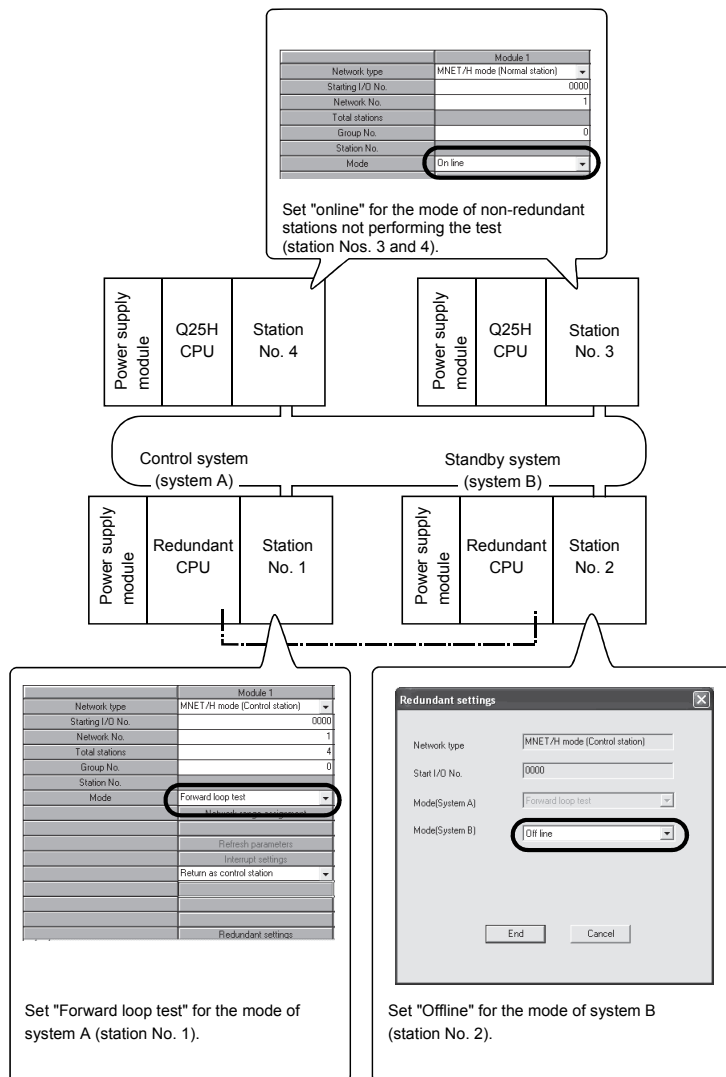 Module 1
Network type MNET/H mode (Normal station)
Starting I/O No. 0000
Network No. 1
Total stations
Group No. 0
Station No.
Mode On line
Set "online" for the mode of non-redundant
stations not performing the test
(station Nos. 3 and 4).
Power supply
module
Q25H
CPU
Station
No. 4
Power supply
module
Q25H
CPU
Station
No. 3
Control system
(system A)
Standby system
(system B)
Power supply
module
Redundant
CPU
Station
No. 1
Power supply
module
Redundant
CPU
Station
No. 2
Module 1
Network type MNET/H mode (Control station)
Starting I/O No. 0000
Network No. 1
Total stations 4
Group No. 0
Station No.
Mode Forward loop test
Network range assignment
Refresh parameters
Interrupt settings
Return as control station
Redundant settings
Set "Forward loop test" for the mode of
system A (station No. 1).
Redundant settings
Network type MNET/H mode (Control station)
Start I/O No. 0000
Mode(System A) Forward loop test
Mode(System B) Off line
End Cancel
Set "Offline" for the mode of system B
(station No. 2).